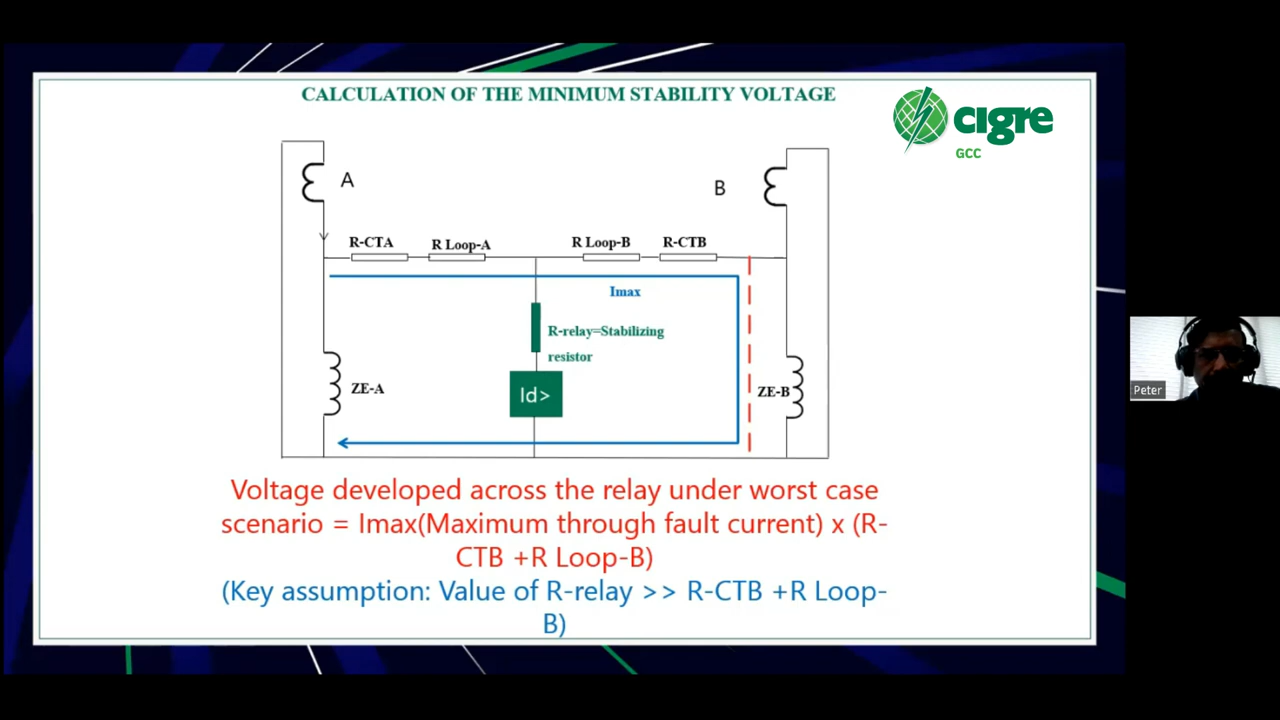 CALCULATION OF THE MINIMUM STABILITY VOLTAGE
cigre
GCC
A
B
R-CTA
R Loop-A
R Loop-B
R-CTB
Imax
R-relay=Stabilizing
resistor
ZE-A
Id>
ZE-B
Peter
Voltage developed across the relay under worst case
scenario = Imax(Maximum through fault current) x (R-
CTB +R Loop-B)
(Key assumption: Value of R-relay >> R-CTB +R Loop-
B)